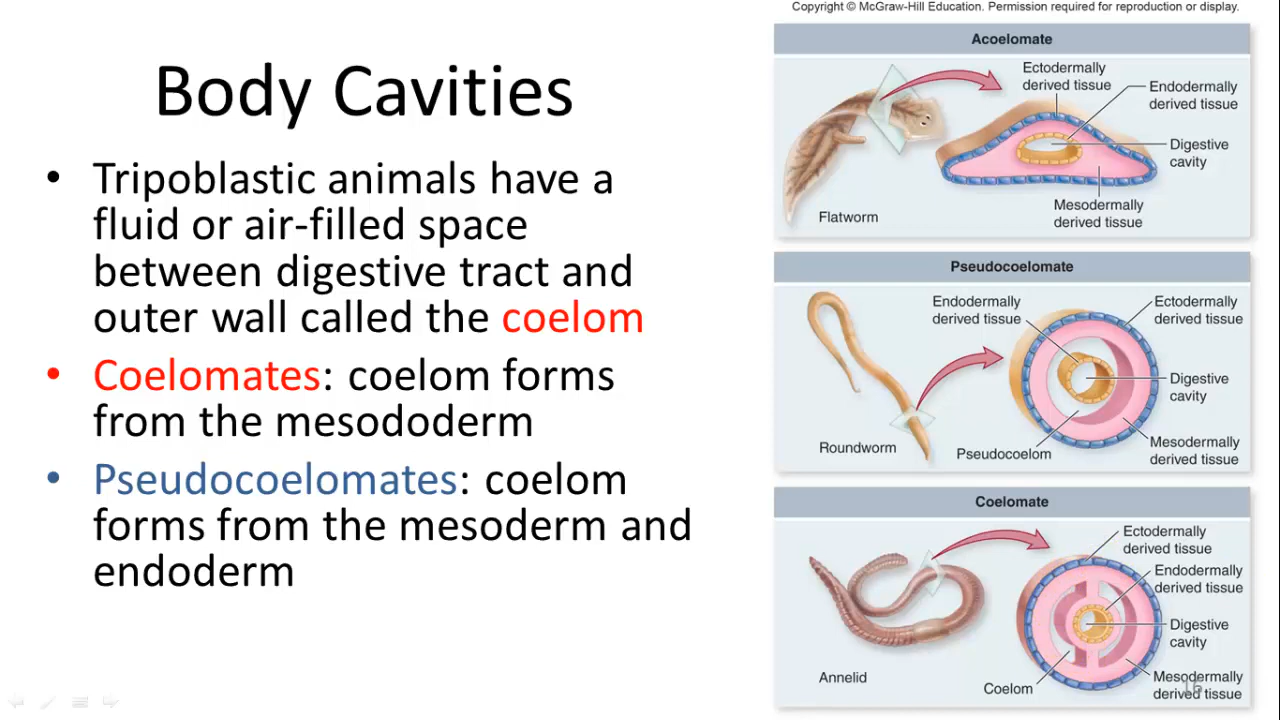 Copyright © McGraw-Hill Education. Permission required for reproduction or display.
Body Cavities
• Tripoblastic animals have a
fluid or air-filled space
between digestive tract and
outer wall called the coelom
• Coelomates: coelom forms
from the mesododerm
• Pseudocoelomates: coelom
forms from the mesoderm and
endoderm
Acoelomate
Ectodermally
derived tissue
Endodermally
derived tissue
Digestive
cavity
Mesodermally
derived tissue
Flatworm
Pseudocoelomate
Endodermally
derived tissue
Ectodermally
derived tissue
Digestive
cavity
Mesodermally
derived tissue
Roundworm
Pseudocoelom
Coelomate
Ectodermally
derived tissue
Endodermally
derived tissue
Digestive
cavity
Mesodermally
derived tissue
Annelid
Coelom
16